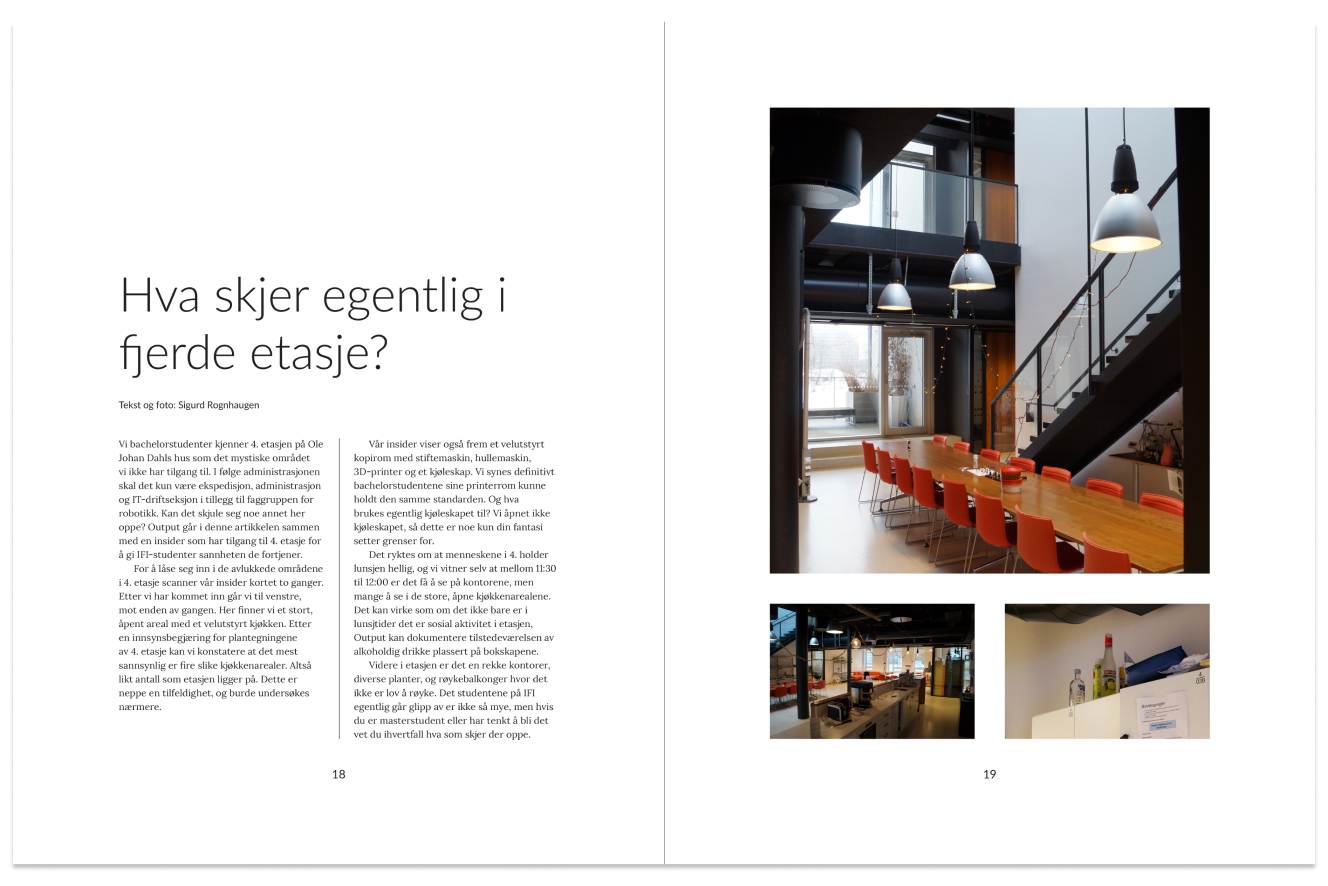 Hva skjer egentlig i
fjerde etasje?
Tekst og foto: Sigurd Rognhaugen
Vi bachelorstudenter kjenner 4. etasjen på Ole
Johan Dahls hus som det mystiske området
vi ikke har tilgang til. I følge administrasjonen
skal det kun være ekspedisjon, administrasjon
og IT-driftseksjon i tillegg til faggruppen for
robotikk. Kan det skjule seg noe annet her
oppe? Output går i denne artikkelen sammen
med en insider som har tilgang til 4. etasje for
å gi IFI-studenter sannheten de fortjener.
For å låse seg inn i de avlukkede områdene
i 4. etasje scanner vår insider kortet to ganger.
Etter vi har kommet inn går vi til venstre,
mot enden av gangen. Her finner vi et stort,
åpent areal med et velutstyrt kjøkken. Etter
en innsynsbegjæring for plantegningene
av 4. etasje kan vi konstatere at det mest
sannsynlig er fire slike kjøkkenarealer. Altså
likt antall som etasjen ligger på. Dette er
neppe en tilfeldighet, og burde undersøkes
nærmere.
Vår insider viser også frem et velutstyrt
kopirom med stiftemaskin, hullemaskin,
3D-printer og et kjøleskap. Vi synes definitivt
bachelorstudentene sine printerrom kunne
holdt den samme standarden. Og hva
brukes egentlig kjøleskapet til? Vi åpnet ikke
kjøleskapet, så dette er noe kun din fantasi
setter grenser for.
Det ryktes om at menneskene i 4. holder
lunsjen hellig, og vi vitner selv at mellom 11:30
til 12:00 er det få å se på kontorene, men
mange å se i de store, åpne kjøkkenarealene.
Det kan virke som om det ikke bare er i
lunsjtider det er sosial aktivitet i etasjen,
Output kan dokumentere tilstedeværelsen av
alkoholdig drikke plassert på bokskapene.
Videre i etasjen er det en rekke kontorer,
diverse planter, og røykebalkonger hvor det
ikke er lov å røyke. Det studentene på IFI
egentlig går glipp av er ikke så mye, men hvis
du er masterstudent eller har tenkt å bli det
vet du ihvertfall hva som skjer der oppe.
18
19